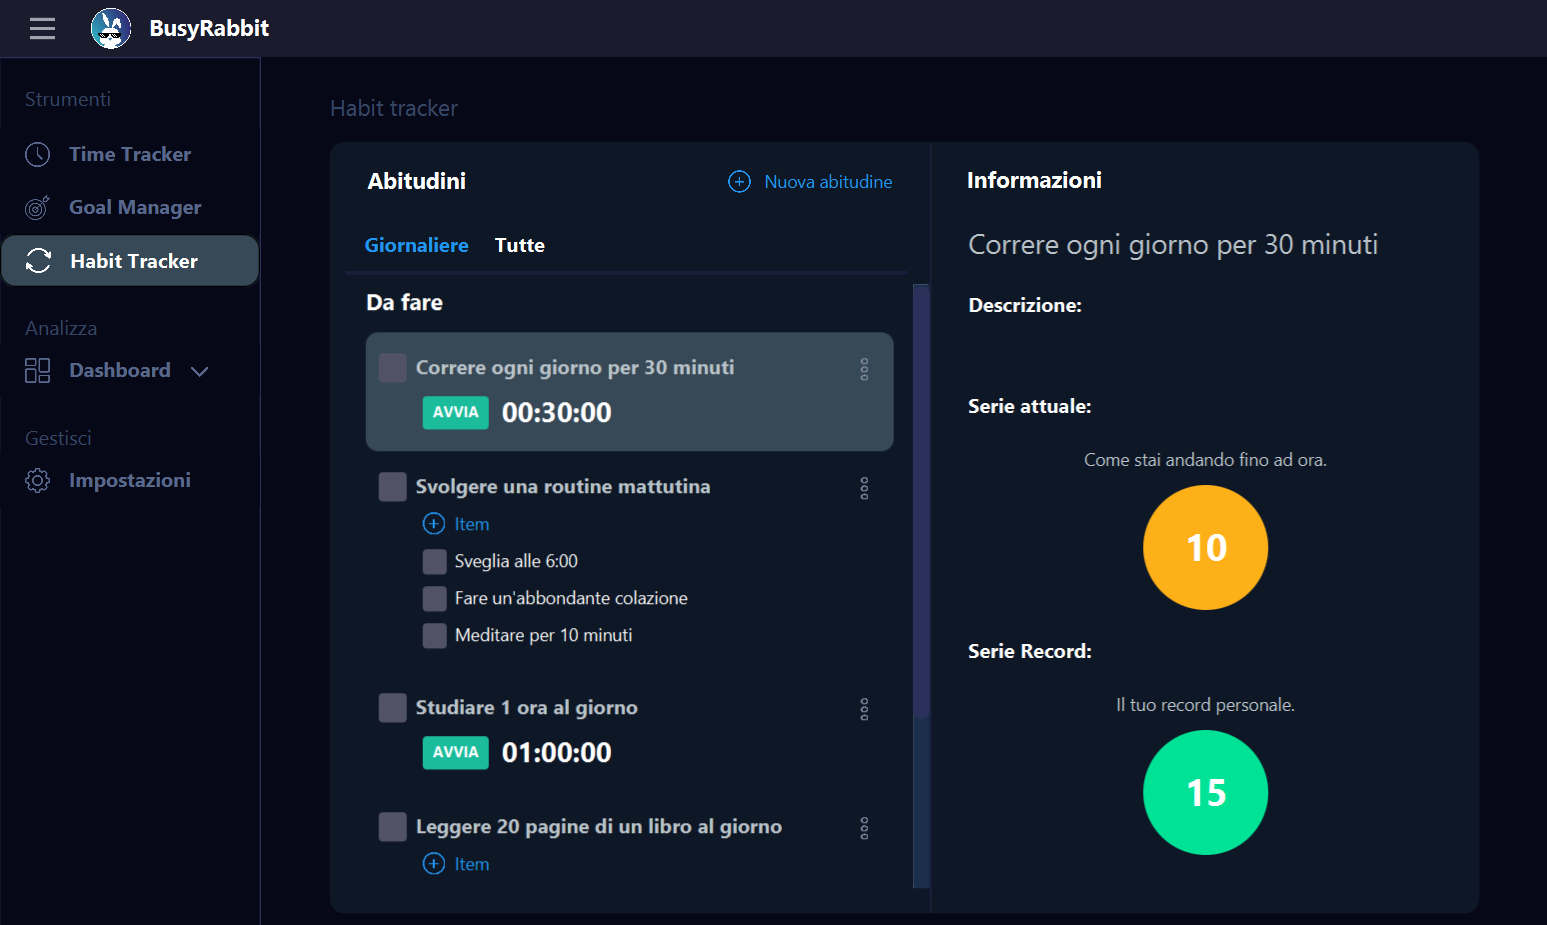 BusyRabbit
Strumenti
Time Tracker
Goal Manager
Habit Tracker
Analizza
Dashboard
Gestisci
Impostazioni
Habit tracker
Abitudini
Nuova abitudine
Giornaliere Tutte
Da fare
Correre ogni giorno per 30 minuti
AVVIA 00:30:00
Svolgere una routine mattutina
Item
Sveglia alle 6:00
Fare un'abbondante colazione
Meditare per 10 minuti
Studiare 1 ora al giorno
AVVIA 01:00:00
Leggere 20 pagine di un libro al giorno
Item
Informazioni
Correre ogni giorno per 30 minuti
Descrizione:
Serie attuale:
Come stai andando fino ad ora.
10
Serie Record:
Il tuo record personale.
15